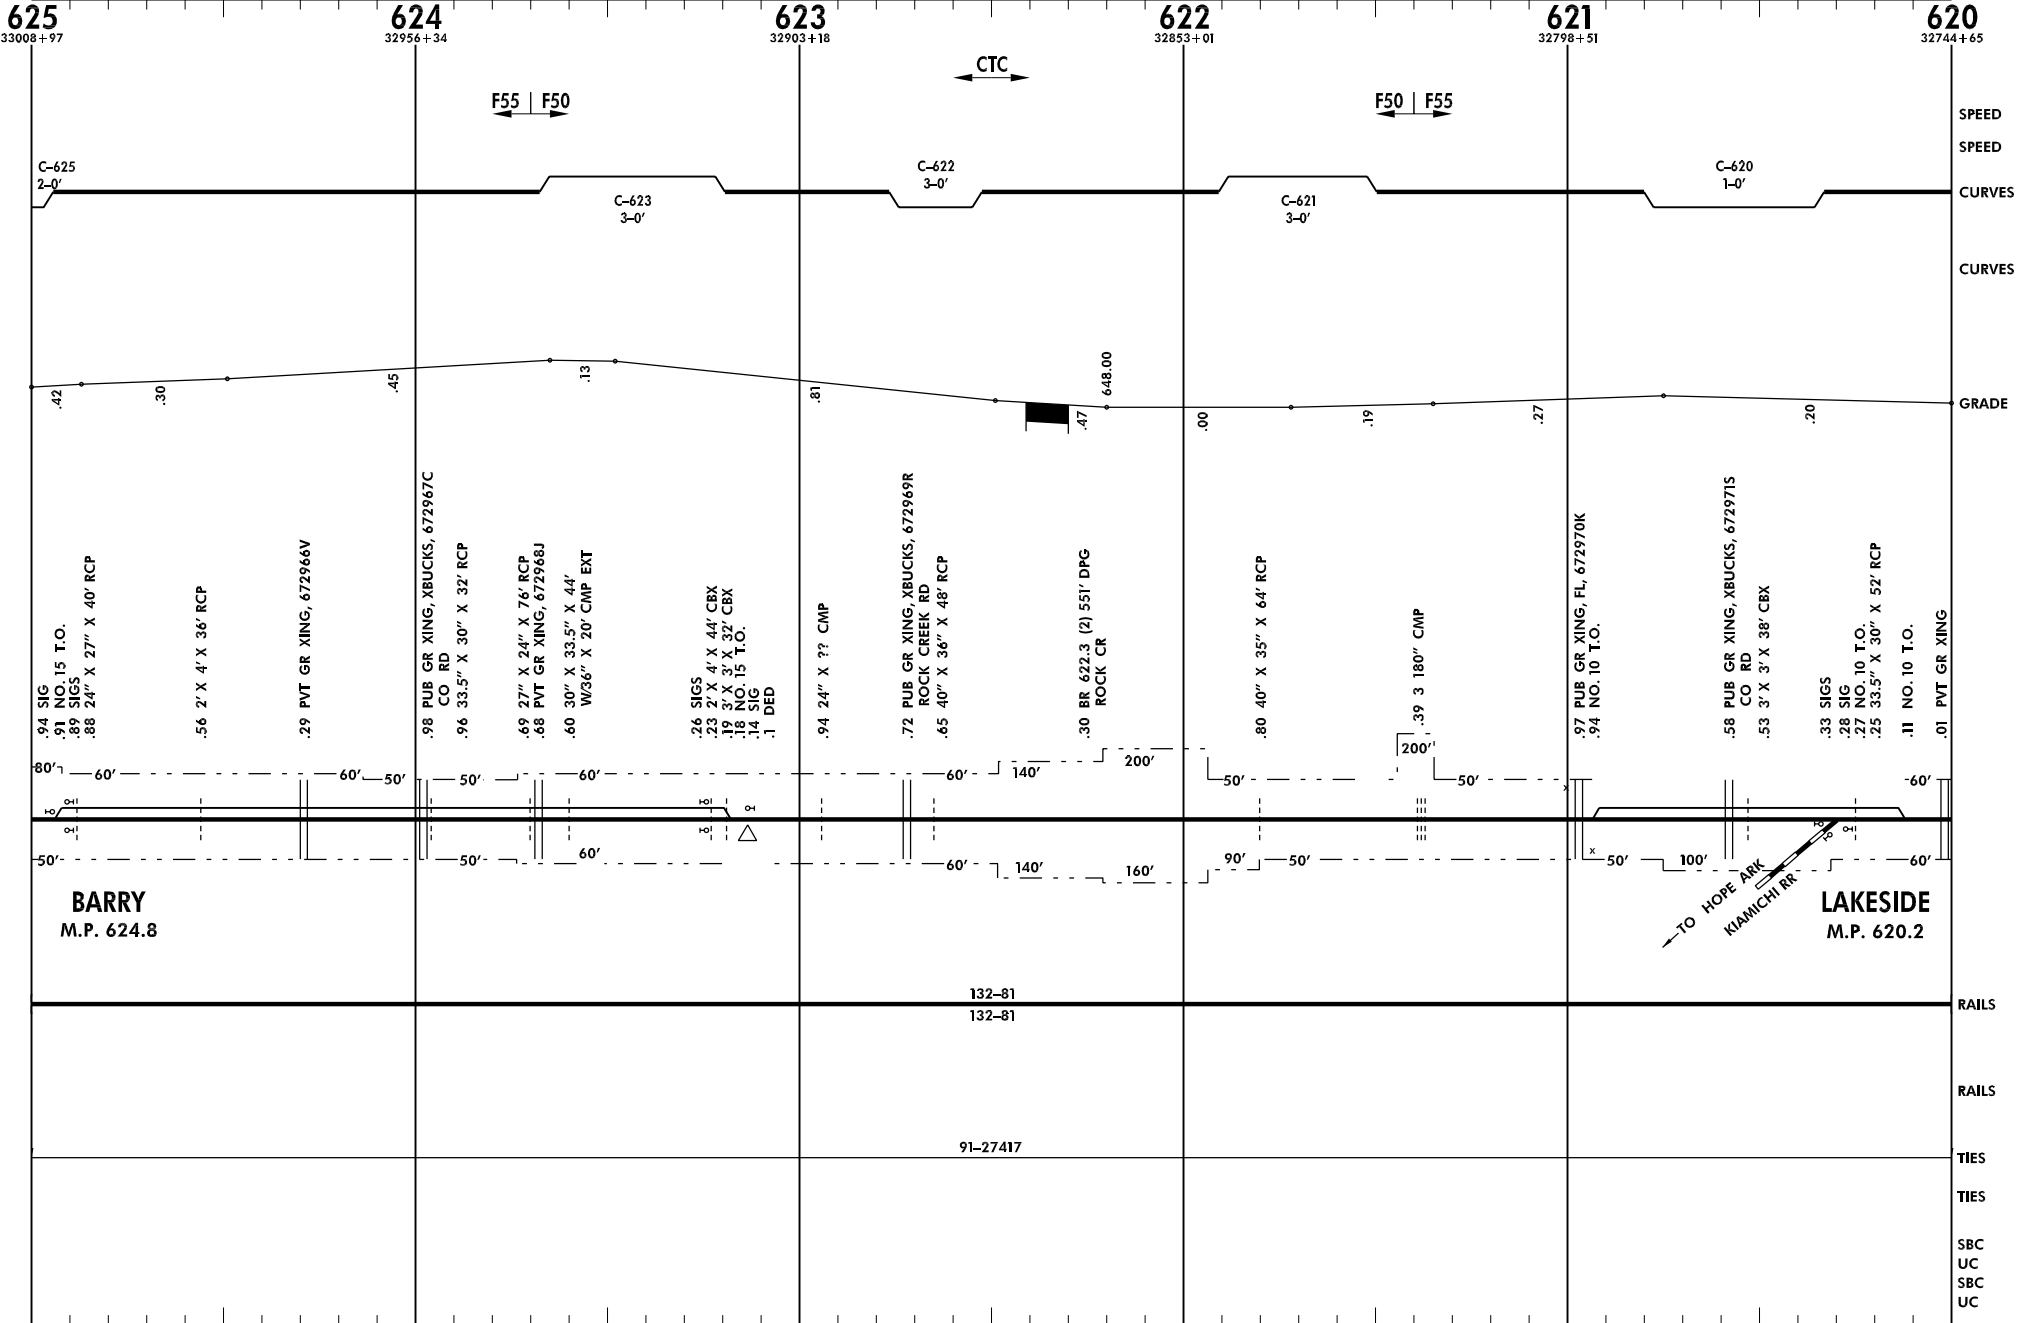 625 624 623 622 621 620
33008+97 32956+34 32903+18 32853+01 32798+51 32744+65
CTC
F55 F50 F50 F55
SPEED
SPEED
C–625
2–0'
C–623
3–0'
C–622
3–0'
C–621
3–0'
C–620
1–0'
CURVES
CURVES
.42
.30
.45
.13
.81
.47
648.00
.00
.19
.27
.20
GRADE
.94 SIG
.91 NO. 15 T.O.
.89 SIGS
.88 24" X 27" X 40' RCP
.56 2' X 4' X 36' RCP
.29 PVT GR XING, 672966V
.98 PUB GR XING, XBUCKS, 672967C
CO RD
.96 33.5" X 30" X 32' RCP
.69 27" X 24" X 76' RCP
.68 PVT GR XING, 672968J
.60 30" X 33.5" X 44'
W/36" X 20' CMP EXT
.26 SIGS
.23 2' X 4' X 44' CBX
.19 3' X 3' X 32' CBX
.18 NO. 15 T.O.
.14 SIG
.1 DED
.94 24" X ?? CMP
.72 PUB GR XING, XBUCKS, 672969R
ROCK CREEK RD
.65 40" X 36" X 48' RCP
.30 BR 622.3 (2) 551' DPG
ROCK CR
.80 40" X 35" X 64' RCP
.39 3 180" CMP
.97 PUB GR XING, FL, 672970K
.94 NO. 10 T.O.
.58 PUB GR XING, XBUCKS, 672971S
CO RD
.53 3' X 3' X 38' CBX
.33 SIGS
.28 SIG
.27 NO. 10 T.O.
.25 33.5" X 30" X 52' RCP
.11 NO. 10 T.O.
.01 PVT GR XING
80' 60' 60' 50' 50' 60' 60' 140' 200' 50' 200' 50' 60'
x
x
50' 50' 60' 60' 140' 160' 90' 50' 50' 100' 60'
BARRY
M.P. 624.8
TO HOPE ARK
KIAMICHI RR
LAKESIDE
M.P. 620.2
132–81
132–81
RAILS
RAILS
91–27417
TIES
TIES
SBC
UC
SBC
UC